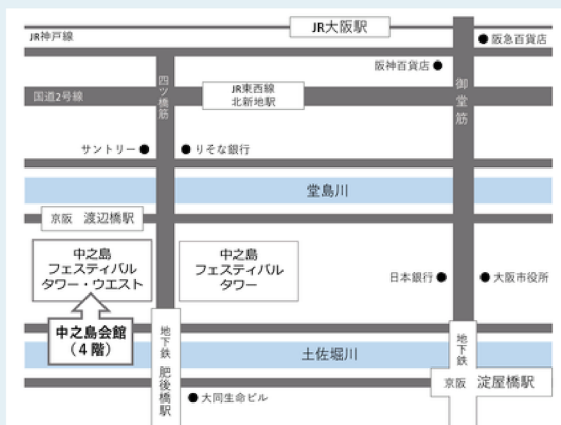 JR大阪駅
JR神戸線
阪急百貨店
阪神百貨店
四ツ橋筋
御堂筋
国道2号線
JR東西線
北新地駅
サントリー
りそな銀行
堂島川
京阪 渡辺橋駅
中之島
フェスティバル
タワー・ウエスト
中之島
フェスティバル
タワー
日本銀行
大阪市役所
中之島会館
(4階)
地下鉄 肥後橋駅
土佐堀川
地下鉄
京阪 淀屋橋駅
大同生命ビル